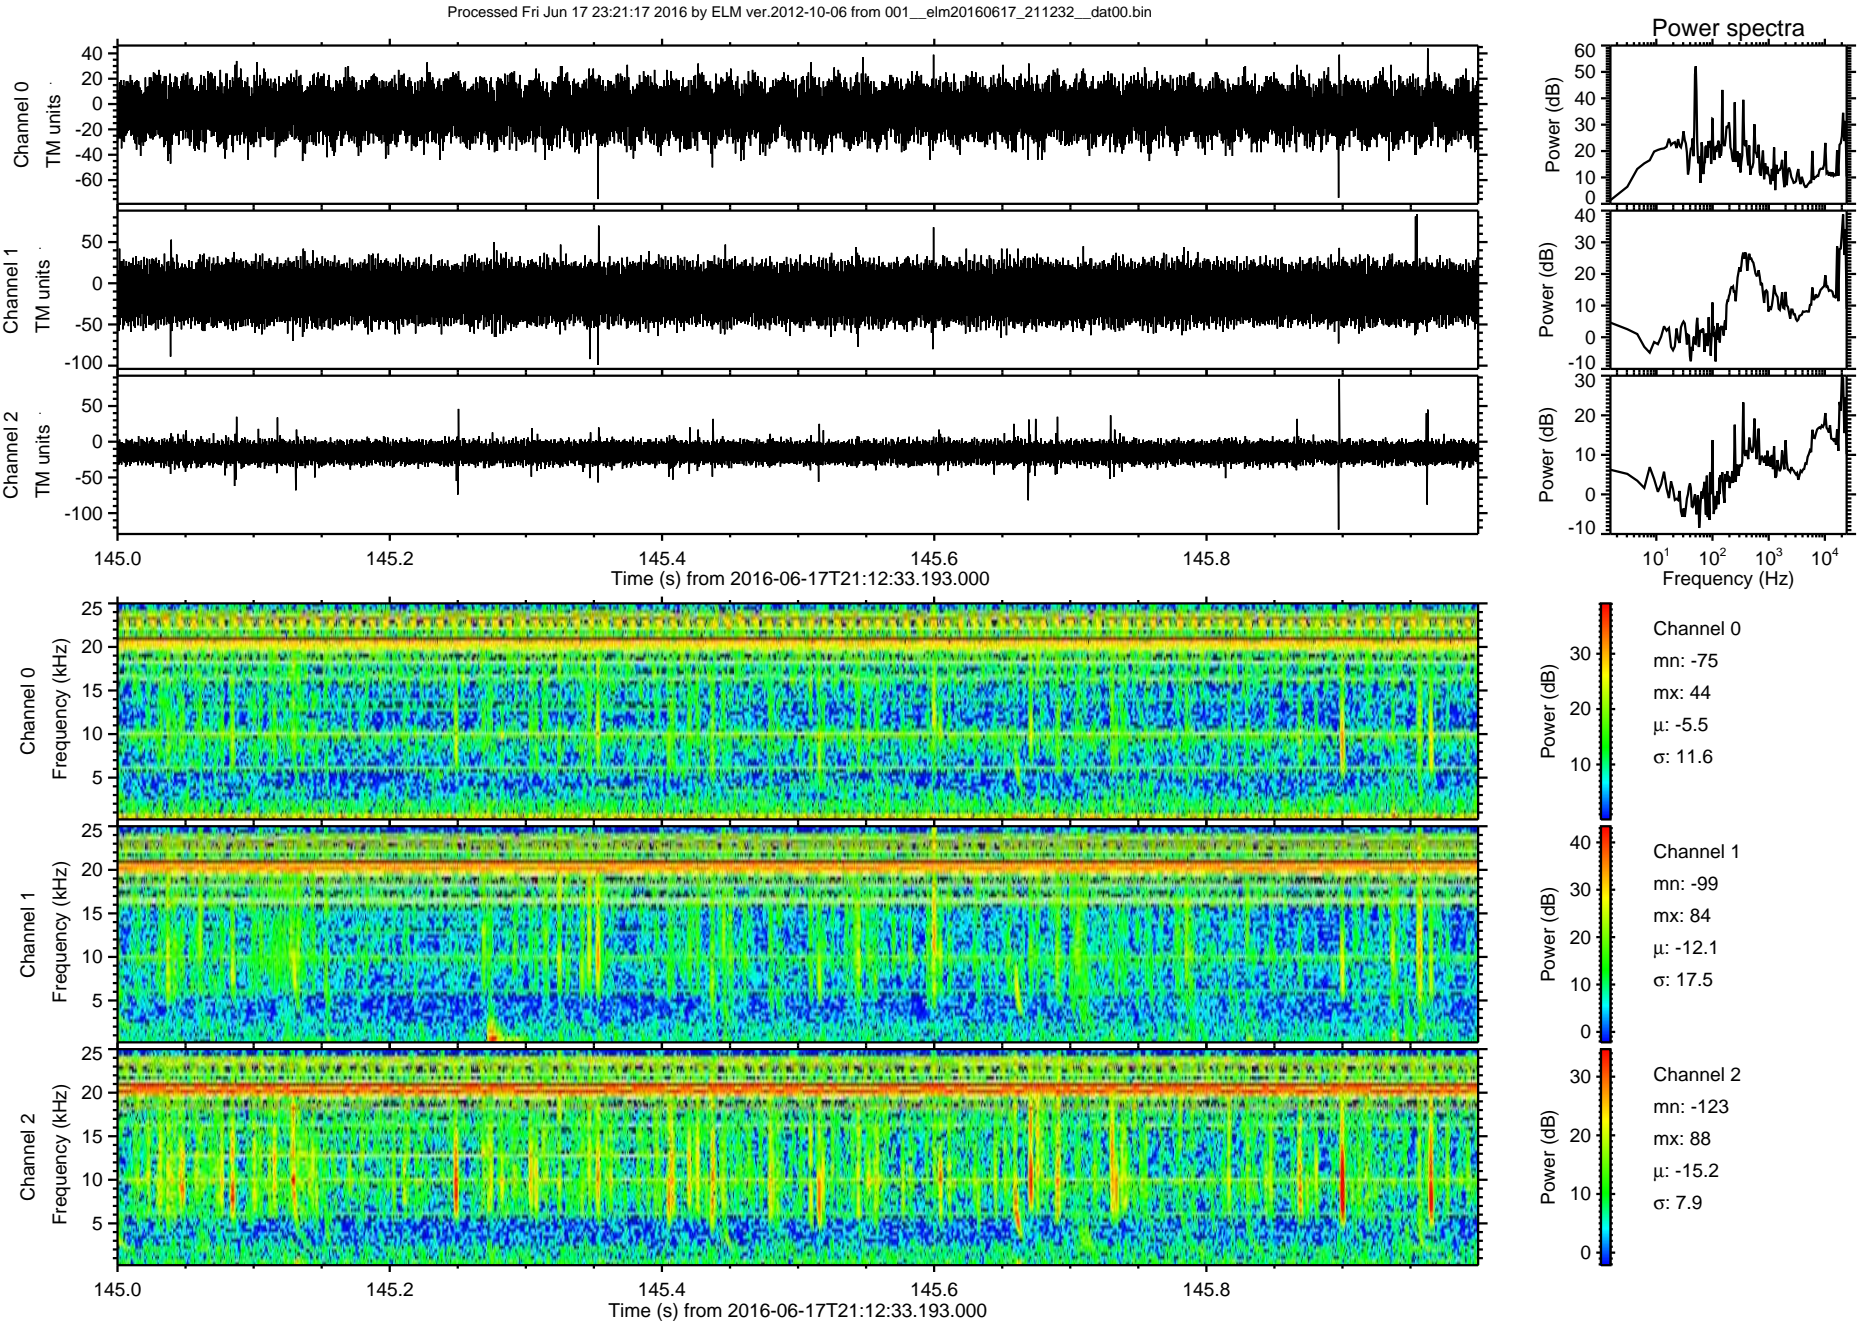 Processed Fri Jun 17 23:21:17 2016 by ELM ver.2012-10-06 from 001__elm20160617_211232__dat00.bin
Power spectra
Channel 0
TM units
40
20
0
-20
-40
-60
Power (dB)
60
50
40
30
20
10
0
Channel 1
TM units
50
0
-50
-100
Power (dB)
40
30
20
10
0
-10
Channel 2
TM units
50
0
-50
-100
Power (dB)
30
20
10
0
-10
145.0 145.2 145.4 145.6 145.8
Time (s) from 2016-06-17T21:12:33.193.000
10^1 10^2 10^3 10^4
Frequency (Hz)
Channel 0
Frequency (kHz)
25
20
15
10
5
Power (dB)
30
20
10
Channel 0
mn: -75
mx: 44
μ: -5.5
σ: 11.6
Channel 1
Frequency (kHz)
25
20
15
10
5
Power (dB)
40
30
20
10
0
Channel 1
mn: -99
mx: 84
μ: -12.1
σ: 17.5
Channel 2
Frequency (kHz)
25
20
15
10
5
Power (dB)
30
20
10
0
Channel 2
mn: -123
mx: 88
μ: -15.2
σ: 7.9
145.0 145.2 145.4 145.6 145.8
Time (s) from 2016-06-17T21:12:33.193.000